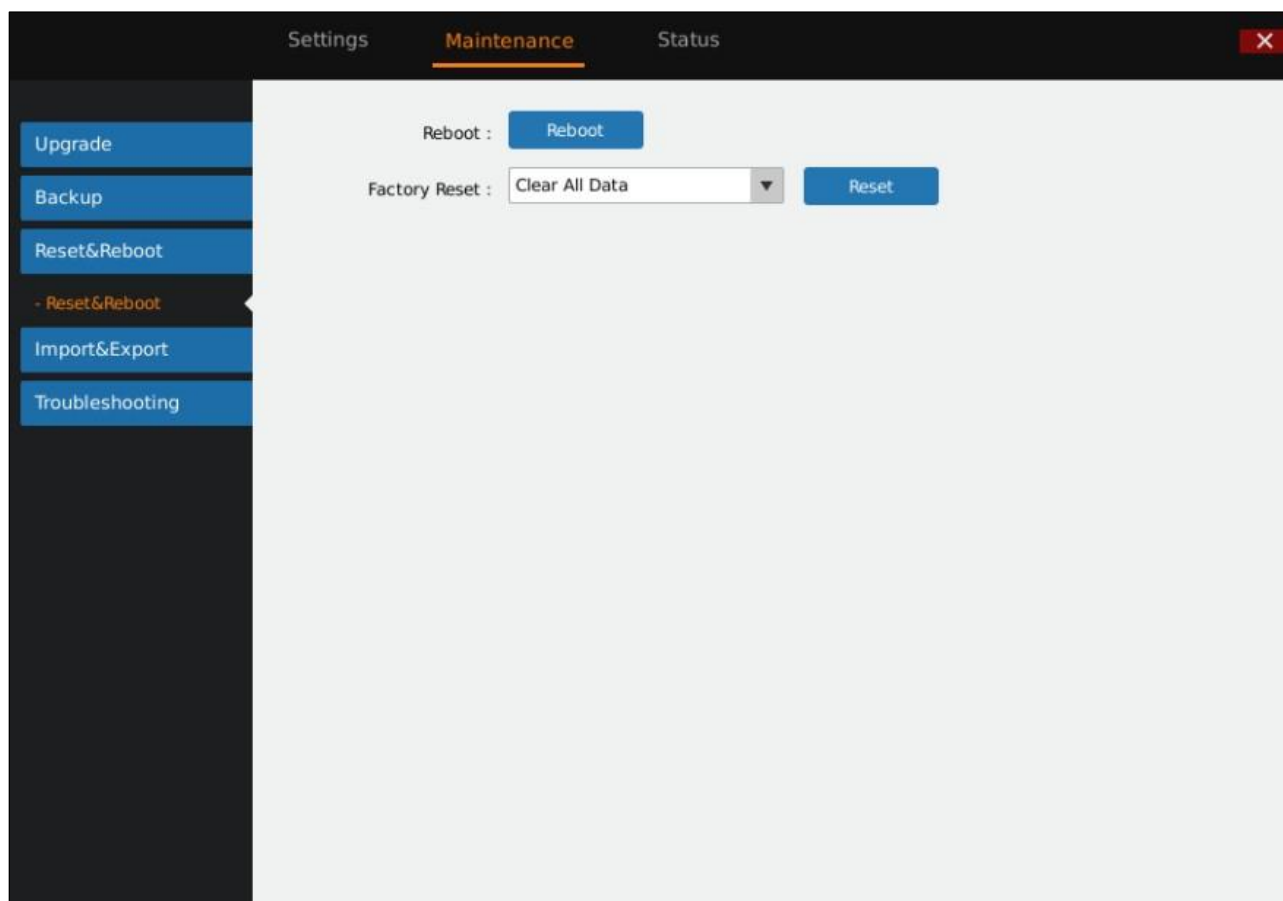 Settings Maintenance Status
Upgrade
Backup
Reset&Reboot
- Reset&Reboot
Import&Export
Troubleshooting
Reboot : Reboot
Factory Reset : Clear All Data Reset